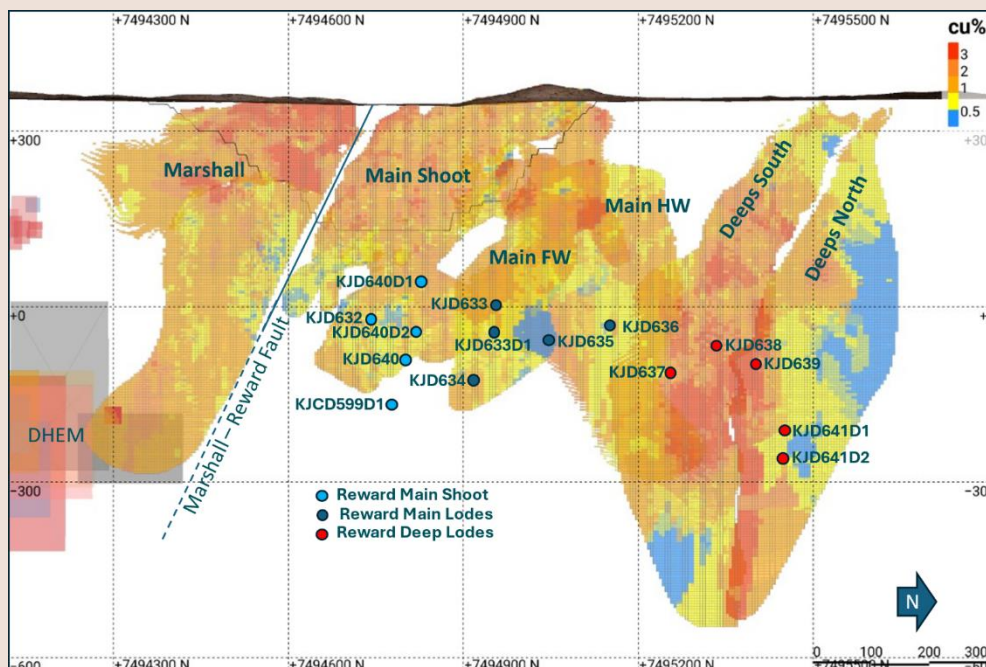 +7494300 N
+7494600 N
+7494900 N
+7495200 N
+7495500 N
cu%
3
2
1
0.5
+300
+30
Marshall
Main Shoot
Main HW
Deeps South
Deeps North
Main FW
KJD640D1
KJD633
+0
KJD632
KJD636
KJD640D2
KJD633D1
KJD635
KJD638
KJD640
KJD639
KJD634
KJD637
KJCD599D1
DHEM
Marshall – Reward Fault
KJD641D1
KJD641D2
-300
-30
Reward Main Shoot
Reward Main Lodes
Reward Deep Lodes
N
+7494300 N
+7494600 N
+7494900 N
+7495200 N
0
100
200
300